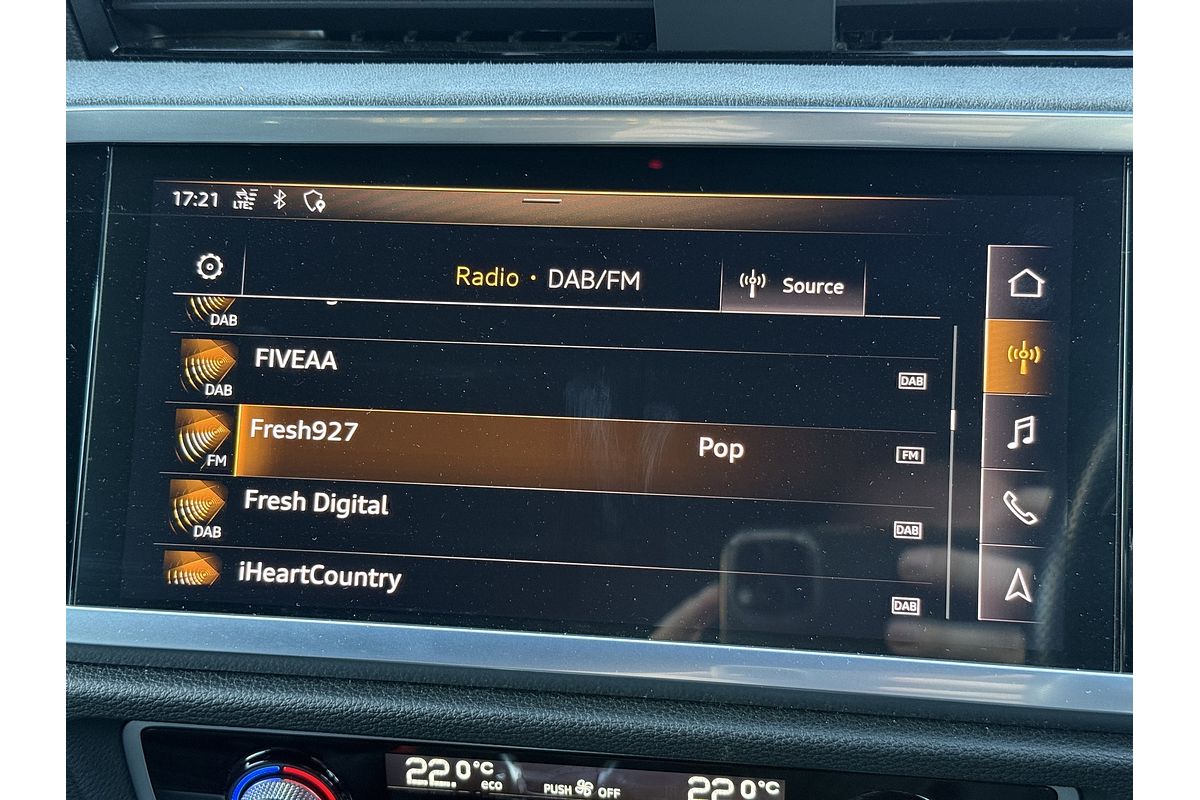 17:21 LTE
Radio · DAB/FM
Source
DAB
FIVEAA
DAB
DAB
Fresh927
Pop
FM
FM
Fresh Digital
DAB
DAB
iHeartCountry
DAB
22.0°C
eco
PUSH OFF
22.0°C